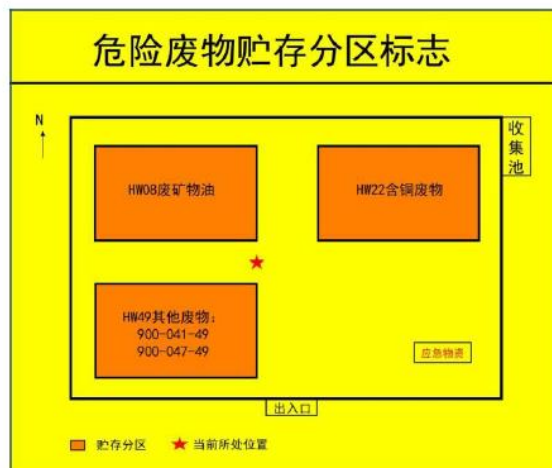 危险废物贮存分区标志
N
收集池
HW08废矿物油
HW22含铜废物
HW49其他废物：
900-041-49
900-047-49
应急物资
出入口
贮存分区
当前所处位置